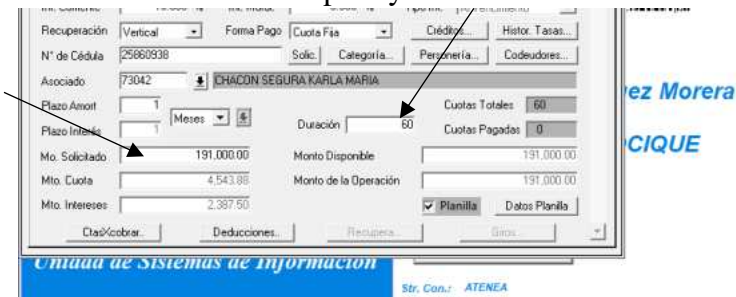 Recuperación Vertical Forma Pago Cuota Fija Créditos... Histor. Tasas...
N° de Cédula 25860938 Solic. Categoría... Personería... Codeudores...
Asociado 73042 CHACON SEGURA KARLA MARIA
Plazo Amort 1 Cuotas Totales 60
Meses Duración 60
Plazo Interés 1 Cuotas Pagadas 0
Mo. Solicitado 191,000.00 Monto Disponible 191,000.00
Mto. Cuota 4,543.88 Monto de la Operación 191,000.00
Mto. Intereses 2,387.50 Planilla Datos Planilla
CtasXcobrar.. Deducciones.. Recupera... Giros...
ez Morera
CIQUE
Unidad de Sistemas de Información
Str. Con.: ATENEA